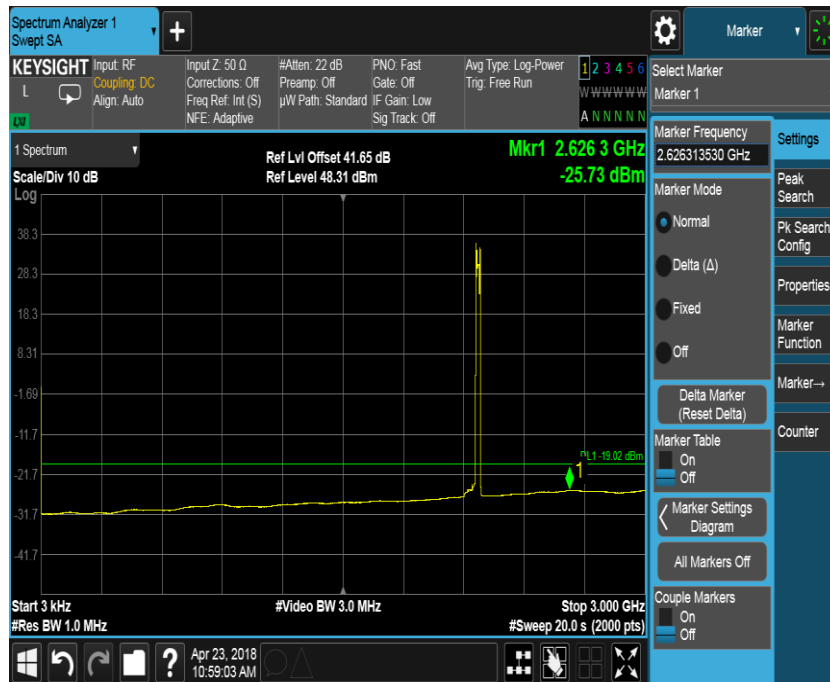 Spectrum Analyzer 1
Swept SA
+
Marker
KEYSIGHT
L
LXI
Input: RF
Coupling: DC
Align: Auto
Input Z: 50 Ω
Corrections: Off
Freq Ref: Int (S)
NFE: Adaptive
#Atten: 22 dB
Preamp: Off
µW Path: Standard
PNO: Fast
Gate: Off
IF Gain: Low
Sig Track: Off
Avg Type: Log-Power
Trig: Free Run
1 2 3 4 5 6
W W W W W W
A N N N N N
1 Spectrum
Scale/Div 10 dB
Log
Ref Lvl Offset 41.65 dB
Ref Level 48.31 dBm
Mkr1 2.626 3 GHz
-25.73 dBm
38.3
28.3
18.3
8.31
-1.69
-11.7
-21.7
-31.7
-41.7
DL1 -19.02 dBm
1
Start 3 kHz
#Res BW 1.0 MHz
#Video BW 3.0 MHz
Stop 3.000 GHz
#Sweep 20.0 s (2000 pts)
Select Marker
Marker 1
Marker Frequency
2.626313530 GHz
Marker Mode
Normal
Delta (Δ)
Fixed
Off
Delta Marker
(Reset Delta)
Marker Table
On
Off
Marker Settings
Diagram
All Markers Off
Couple Markers
On
Off
Settings
Peak
Search
Pk Search
Config
Properties
Marker
Function
Marker→
Counter
?
Apr 23, 2018
10:59:03 AM